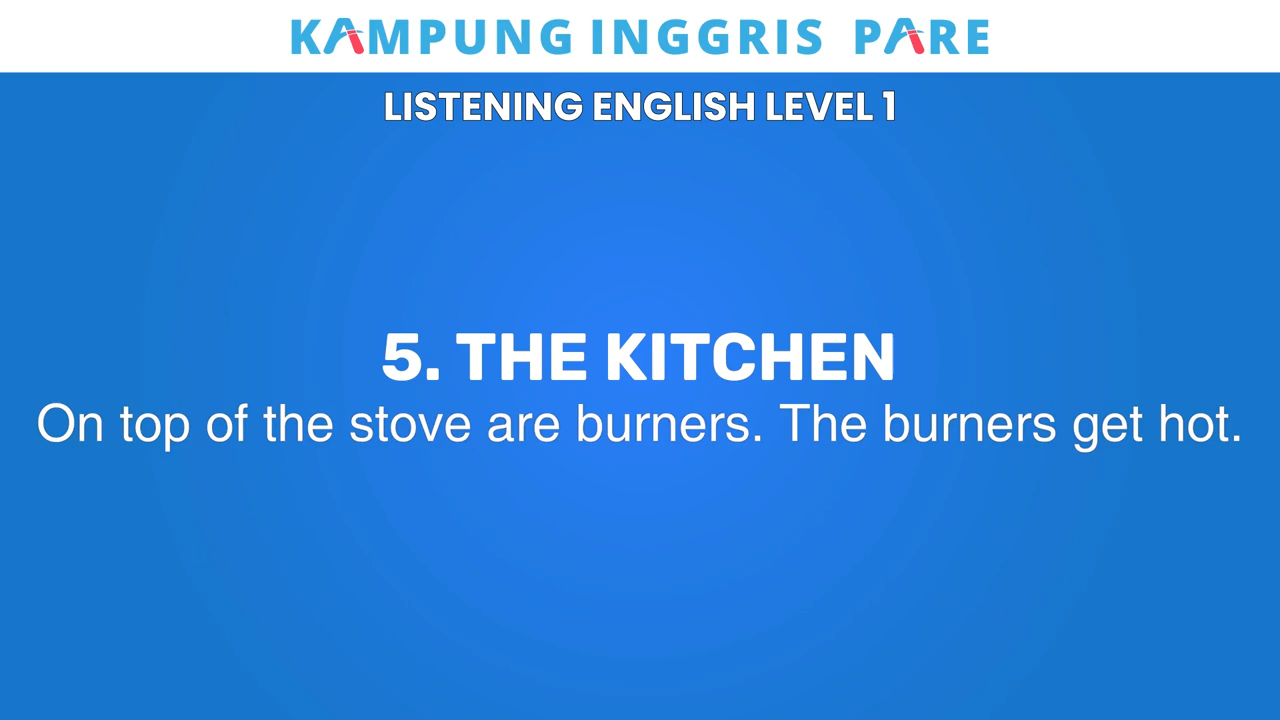 KAMPUNG INGGRIS PARE
LISTENING ENGLISH LEVEL 1
5. THE KITCHEN
On top of the stove are burners. The burners get hot.